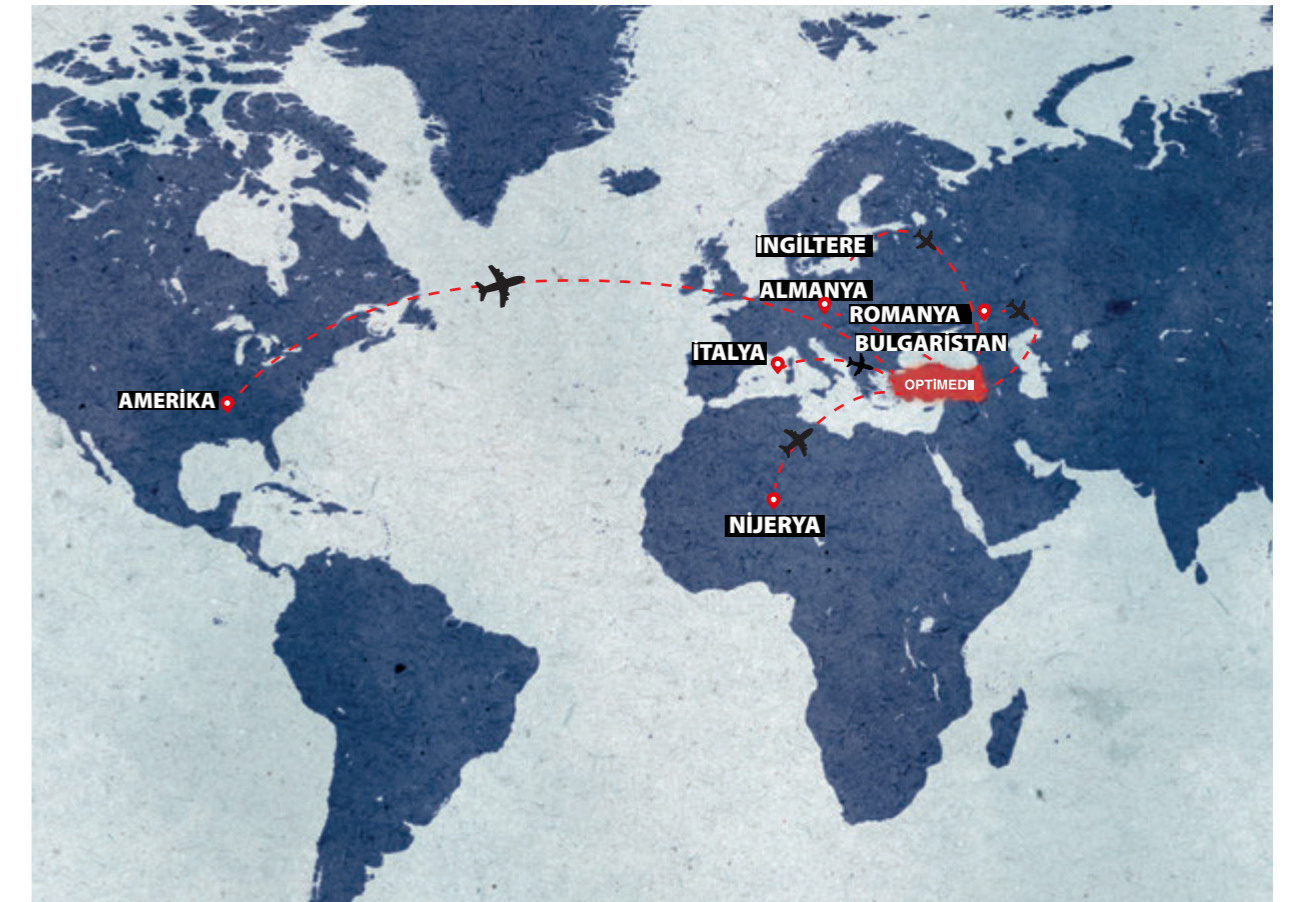 İNGİLTERE
ALMANYA
ROMANYA
BULGARİSTAN
İTALYA
OPTİMED
AMERİKA
NİJERYA